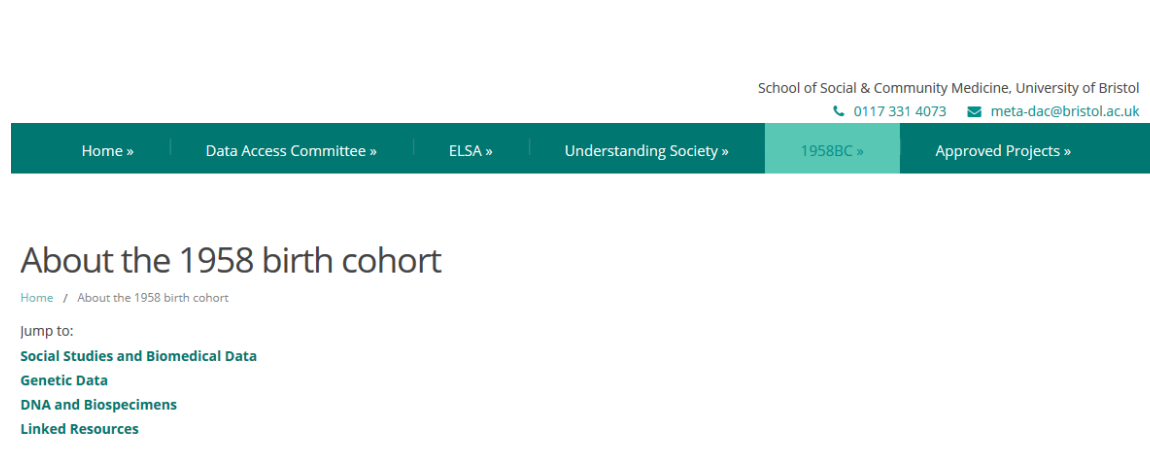 School of Social & Community Medicine, University of Bristol
0117 331 4073 meta-dac@bristol.ac.uk
Home » Data Access Committee » ELSA » Understanding Society » 1958BC » Approved Projects »
About the 1958 birth cohort
Home / About the 1958 birth cohort
Jump to:
Social Studies and Biomedical Data
Genetic Data
DNA and Biospecimens
Linked Resources